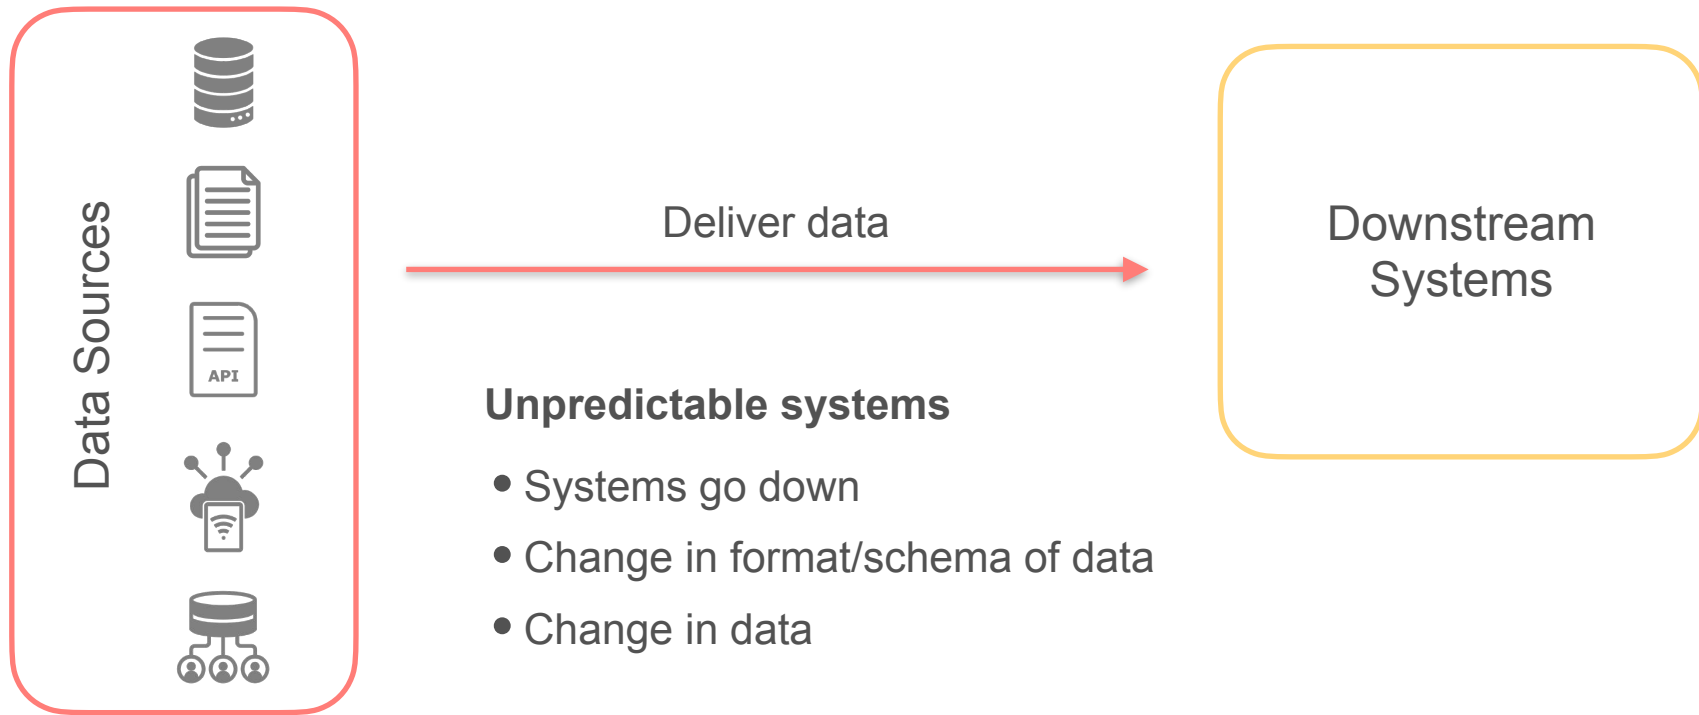 Data Sources
API
Deliver data
Unpredictable systems
• Systems go down
• Change in format/schema of data
• Change in data
Downstream
Systems